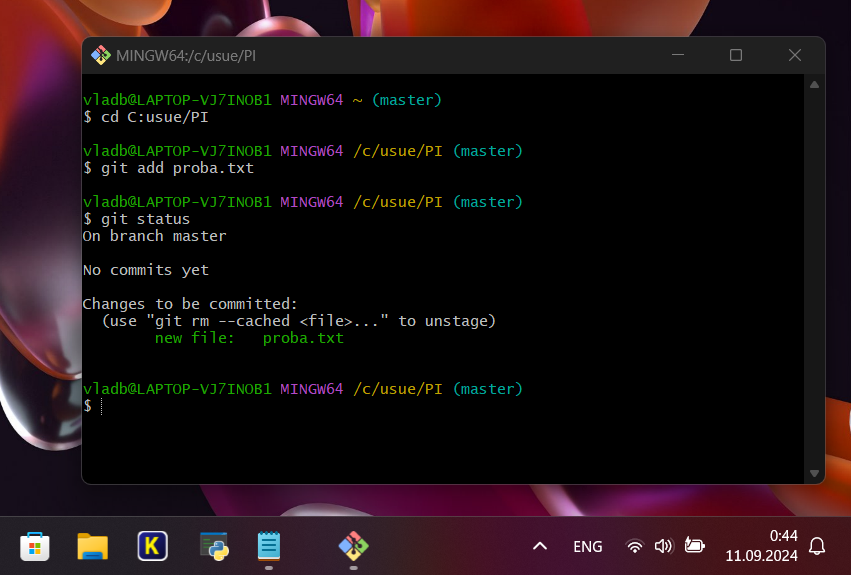 MINGW64:/c/usue/PI
vladb@LAPTOP-VJ7INOB1 MINGW64 ~ (master)
$ cd C:usue/PI
vladb@LAPTOP-VJ7INOB1 MINGW64 /c/usue/PI (master)
$ git add proba.txt
vladb@LAPTOP-VJ7INOB1 MINGW64 /c/usue/PI (master)
$ git status
On branch master
No commits yet
Changes to be committed:
(use "git rm --cached <file>..." to unstage)
new file: proba.txt
vladb@LAPTOP-VJ7INOB1 MINGW64 /c/usue/PI (master)
$
K
ENG
0:44
11.09.2024